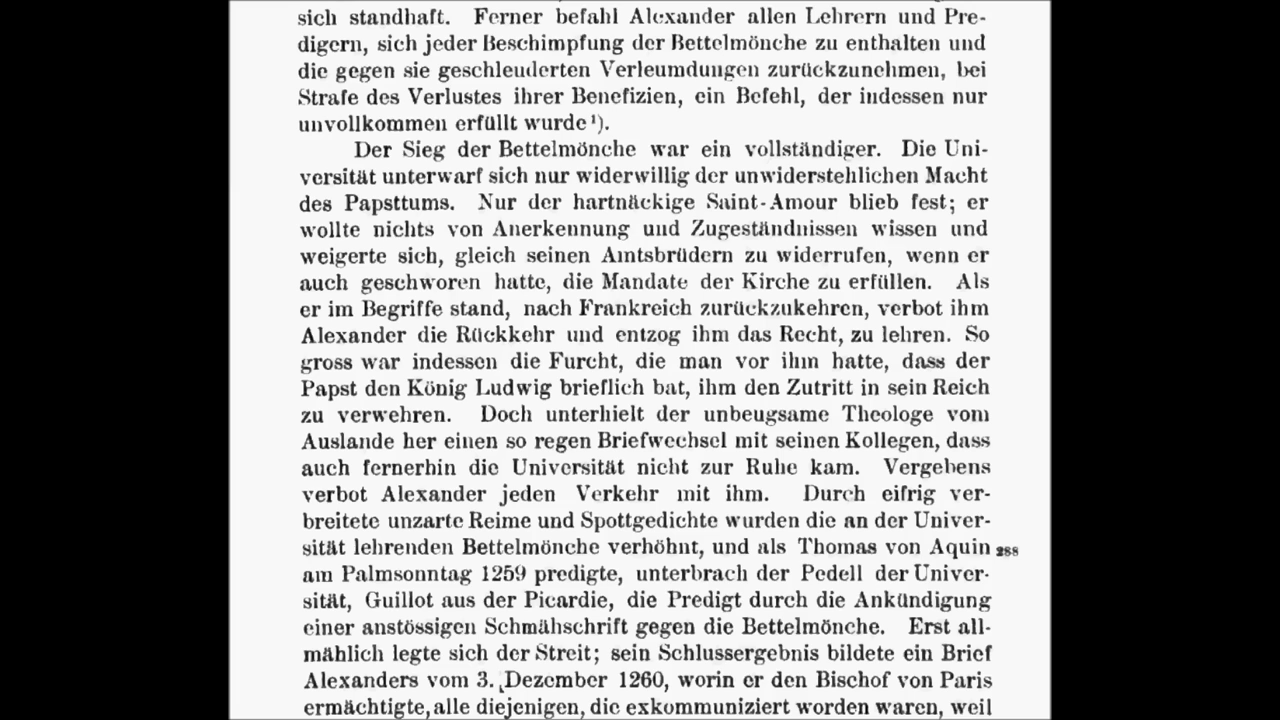 sich standhaft. Ferner befahl Alexander allen Lehrern und Pre-
digern, sich jeder Beschimpfung der Bettelmönche zu enthalten und
die gegen sie geschleuderten Verleumdungen zurückzunehmen, bei
Strafe des Verlustes ihrer Benefizien, ein Befehl, der indessen nur
unvollkommen erfüllt wurde¹).
Der Sieg der Bettelmönche war ein vollständiger. Die Uni-
versität unterwarf sich nur widerwillig der unwiderstehlichen Macht
des Papsttums. Nur der hartnäckige Saint-Amour blieb fest; er
wollte nichts von Anerkennung und Zugeständnissen wissen und
weigerte sich, gleich seinen Amtsbrüdern zu widerrufen, wenn er
auch geschworen hatte, die Mandate der Kirche zu erfüllen. Als
er im Begriffe stand, nach Frankreich zurückzukehren, verbot ihm
Alexander die Rückkehr und entzog ihm das Recht, zu lehren. So
gross war indessen die Furcht, die man vor ihm hatte, dass der
Papst den König Ludwig brieflich bat, ihm den Zutritt in sein Reich
zu verwehren. Doch unterhielt der unbeugsame Theologe vom
Auslande her einen so regen Briefwechsel mit seinen Kollegen, dass
auch fernerhin die Universität nicht zur Ruhe kam. Vergebens
verbot Alexander jeden Verkehr mit ihm. Durch eifrig ver-
breitete unzarte Reime und Spottgedichte wurden die an der Univer-
sität lehrenden Bettelmönche verhöhnt, und als Thomas von Aquin 288
am Palmsonntag 1259 predigte, unterbrach der Pedell der Univer-
sität, Guillot aus der Picardie, die Predigt durch die Ankündigung
einer anstössigen Schmähschrift gegen die Bettelmönche. Erst all-
mählich legte sich der Streit; sein Schlussergebnis bildete ein Brief
Alexanders vom 3. Dezember 1260, worin er den Bischof von Paris
ermächtigte, alle diejenigen, die exkommuniziert worden waren, weil